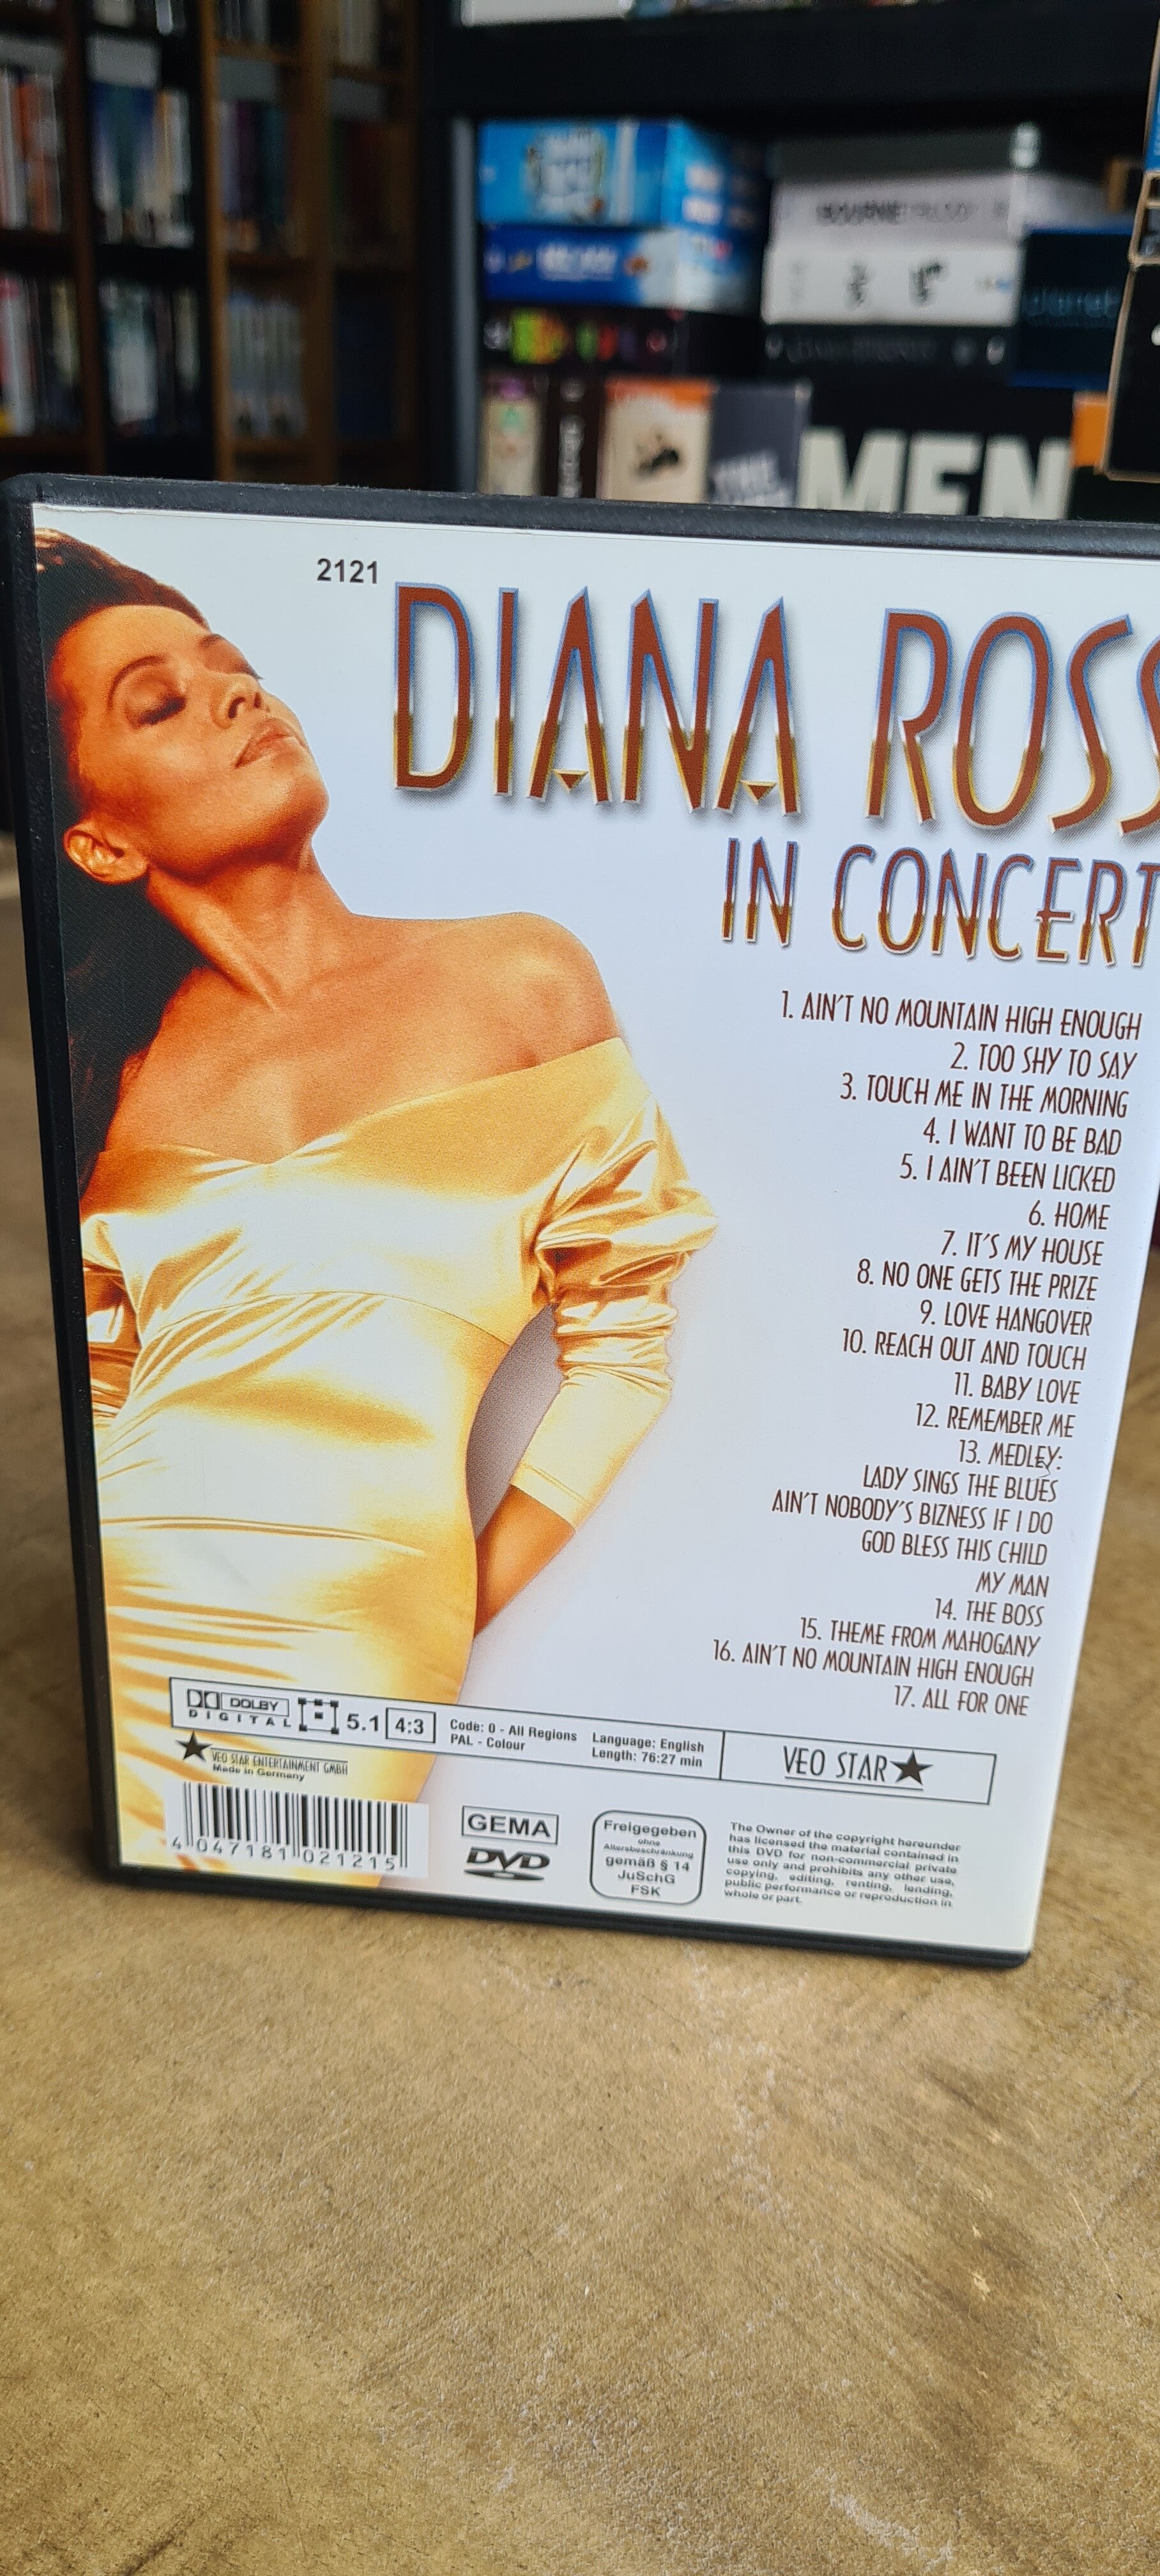 MEN
2121
DIANA ROSS
IN CONCERT
1. AIN'T NO MOUNTAIN HIGH ENOUGH
2. TOO SHY TO SAY
3. TOUCH ME IN THE MORNING
4. I WANT TO BE BAD
5. I AIN'T BEEN LICKED
6. HOME
7. IT'S MY HOUSE
8. NO ONE GETS THE PRIZE
9. LOVE HANGOVER
10. REACH OUT AND TOUCH
11. BABY LOVE
12. REMEMBER ME
13. MEDLEY:
LADY SINGS THE BLUES
AIN'T NOBODY'S BIZNESS IF I DO
GOD BLESS THIS CHILD
MY MAN
14. THE BOSS
15. THEME FROM MAHOGANY
16. AIN'T NO MOUNTAIN HIGH ENOUGH
17. ALL FOR ONE
DOLBY
DIGITAL
5.1
4:3
Code: 0 - All Regions
PAL - Colour
Language: English
Length: 76:27 min
VEO STAR
VEO STAR ENTERTAINMENT GMBH
Made in Germany
4 047181 021215
GEMA
DVD
Freigegeben
ohne
Altersbeschränkung
gemäß § 14
JuSchG
FSK
The Owner of the copyright hereunder
has licensed the material contained in
this DVD for non-commercial private
use only and prohibits any other use,
copying, editing, renting, lending,
public performance or reproduction in
whole or part.